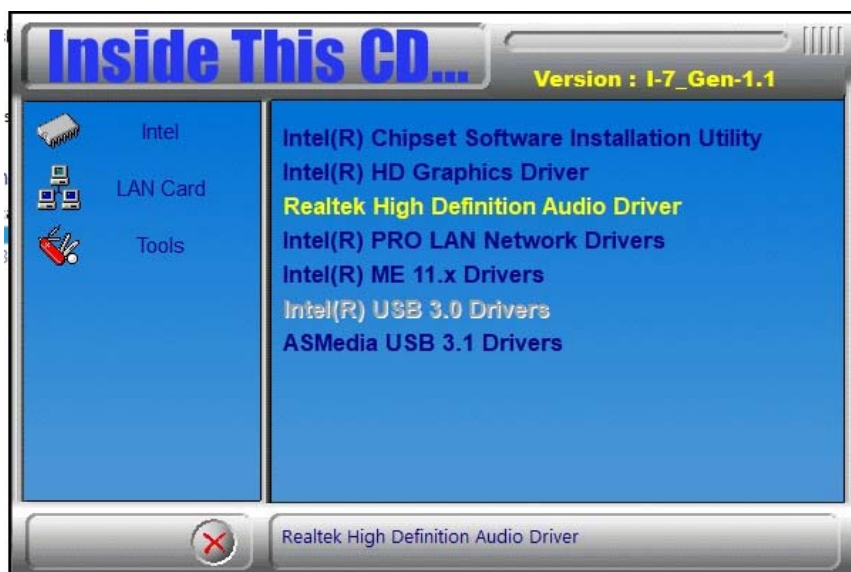 Inside This CD...
Version : I-7_Gen-1.1
Intel
LAN Card
Tools
Intel(R) Chipset Software Installation Utility
Intel(R) HD Graphics Driver
Realtek High Definition Audio Driver
Intel(R) PRO LAN Network Drivers
Intel(R) ME 11.x Drivers
Intel(R) USB 3.0 Drivers
ASMedia USB 3.1 Drivers
Realtek High Definition Audio Driver